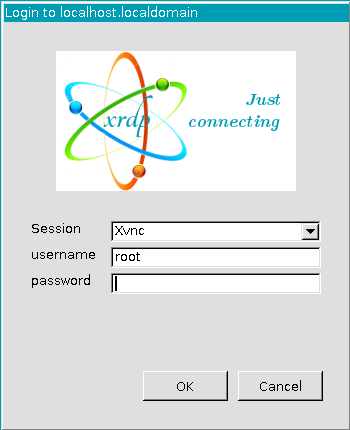 Login to localhost.localdomain
xrdp
Just
connecting
Session
Xvnc
username
root
password
OK
Cancel